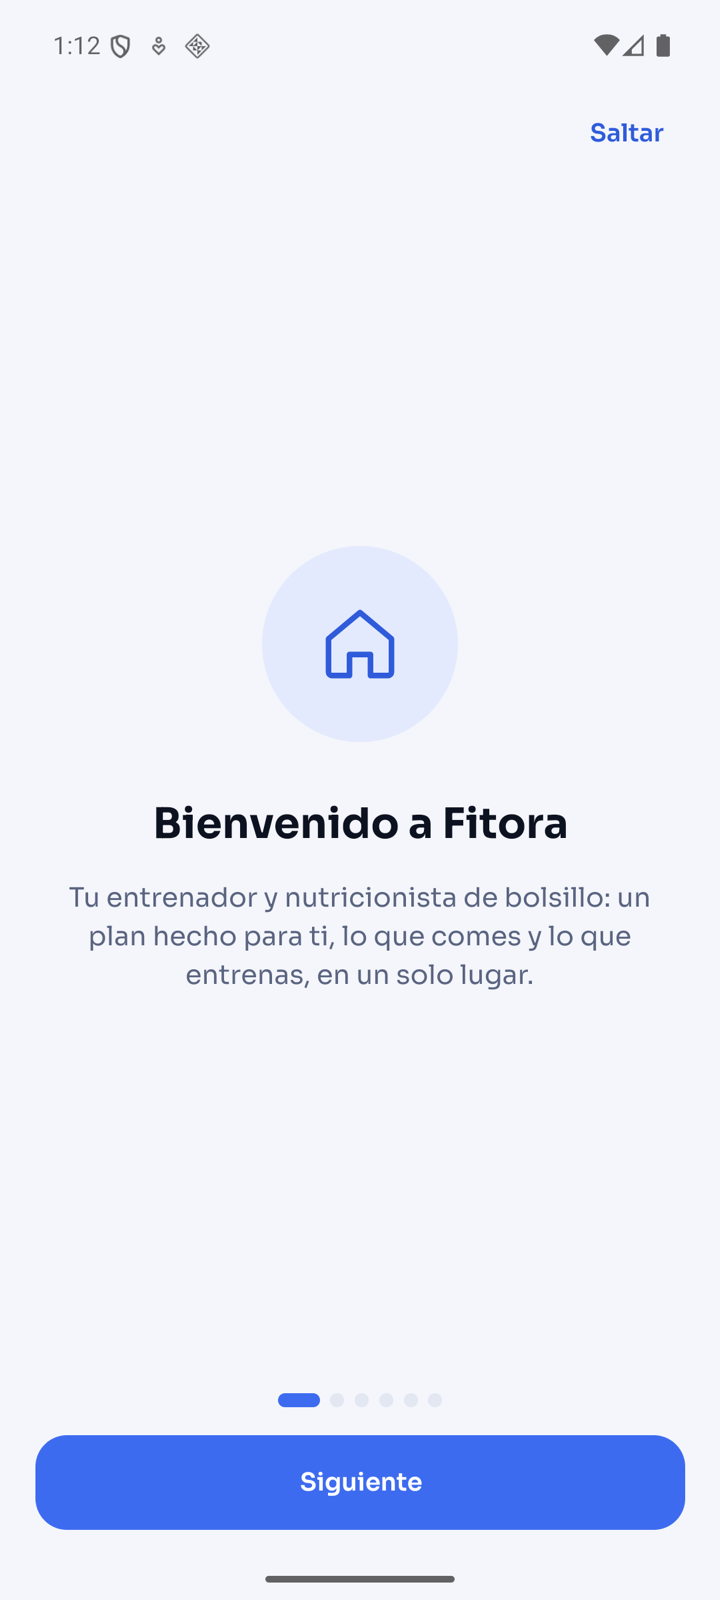 1:12
Saltar
Bienvenido a Fitora
Tu entrenador y nutricionista de bolsillo: un
plan hecho para ti, lo que comes y lo que
entrenas, en un solo lugar.
Siguiente